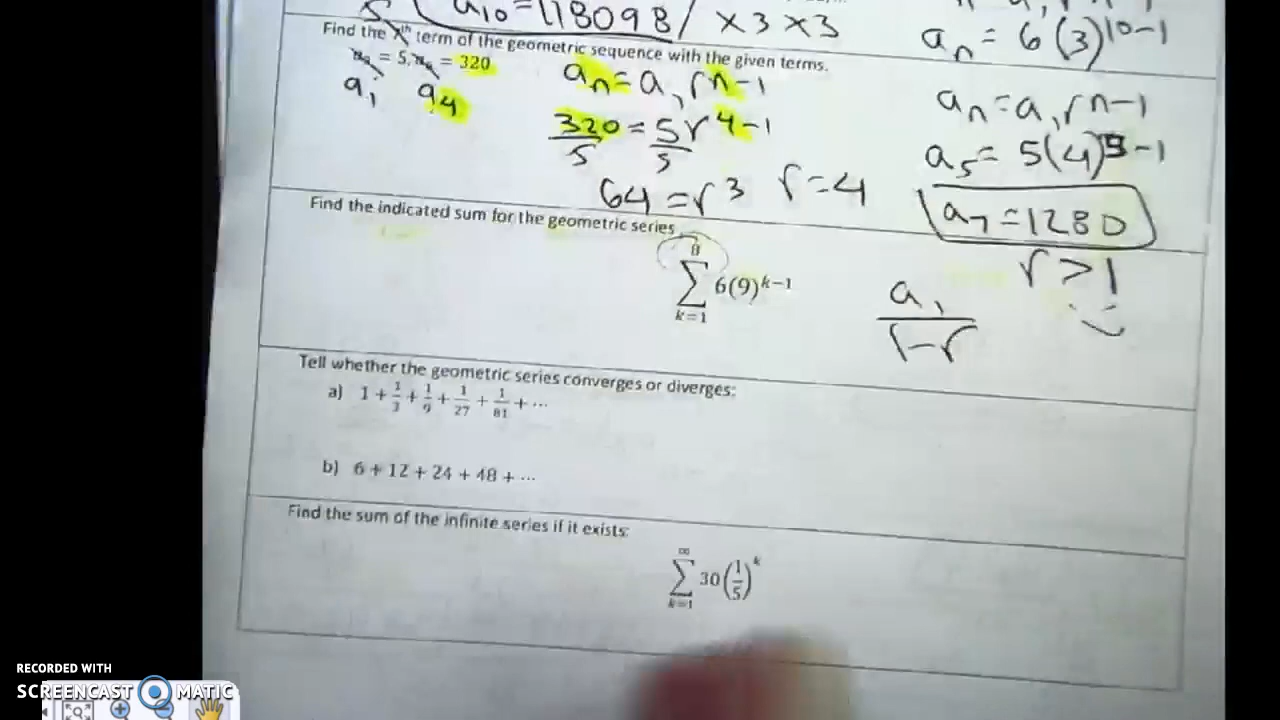 5 a10=118098 ×3 ×3
an = 6(3)^10-1
Find the th term of the geometric sequence with the given terms.
= 5, = 320
a1 a4
an = a1 r^n-1
320 = 5r^4-1
5 5
64 = r^3 r=4
an = a1 r^n-1
a5 = 5(4)^5-1
a7 = 1280
Find the indicated sum for the geometric series
8
∑ 6(9)^k-1
k=1
a1
1-r
r > 1
Tell whether the geometric series converges or diverges:
a) 1 + 1/3 + 1/9 + 1/27 + 1/81 + ⋯
b) 6 + 12 + 24 + 48 + ⋯
Find the sum of the infinite series if it exists:
∞
∑ 30(1/5)^k
k=1
RECORDED WITH
SCREENCAST MATIC